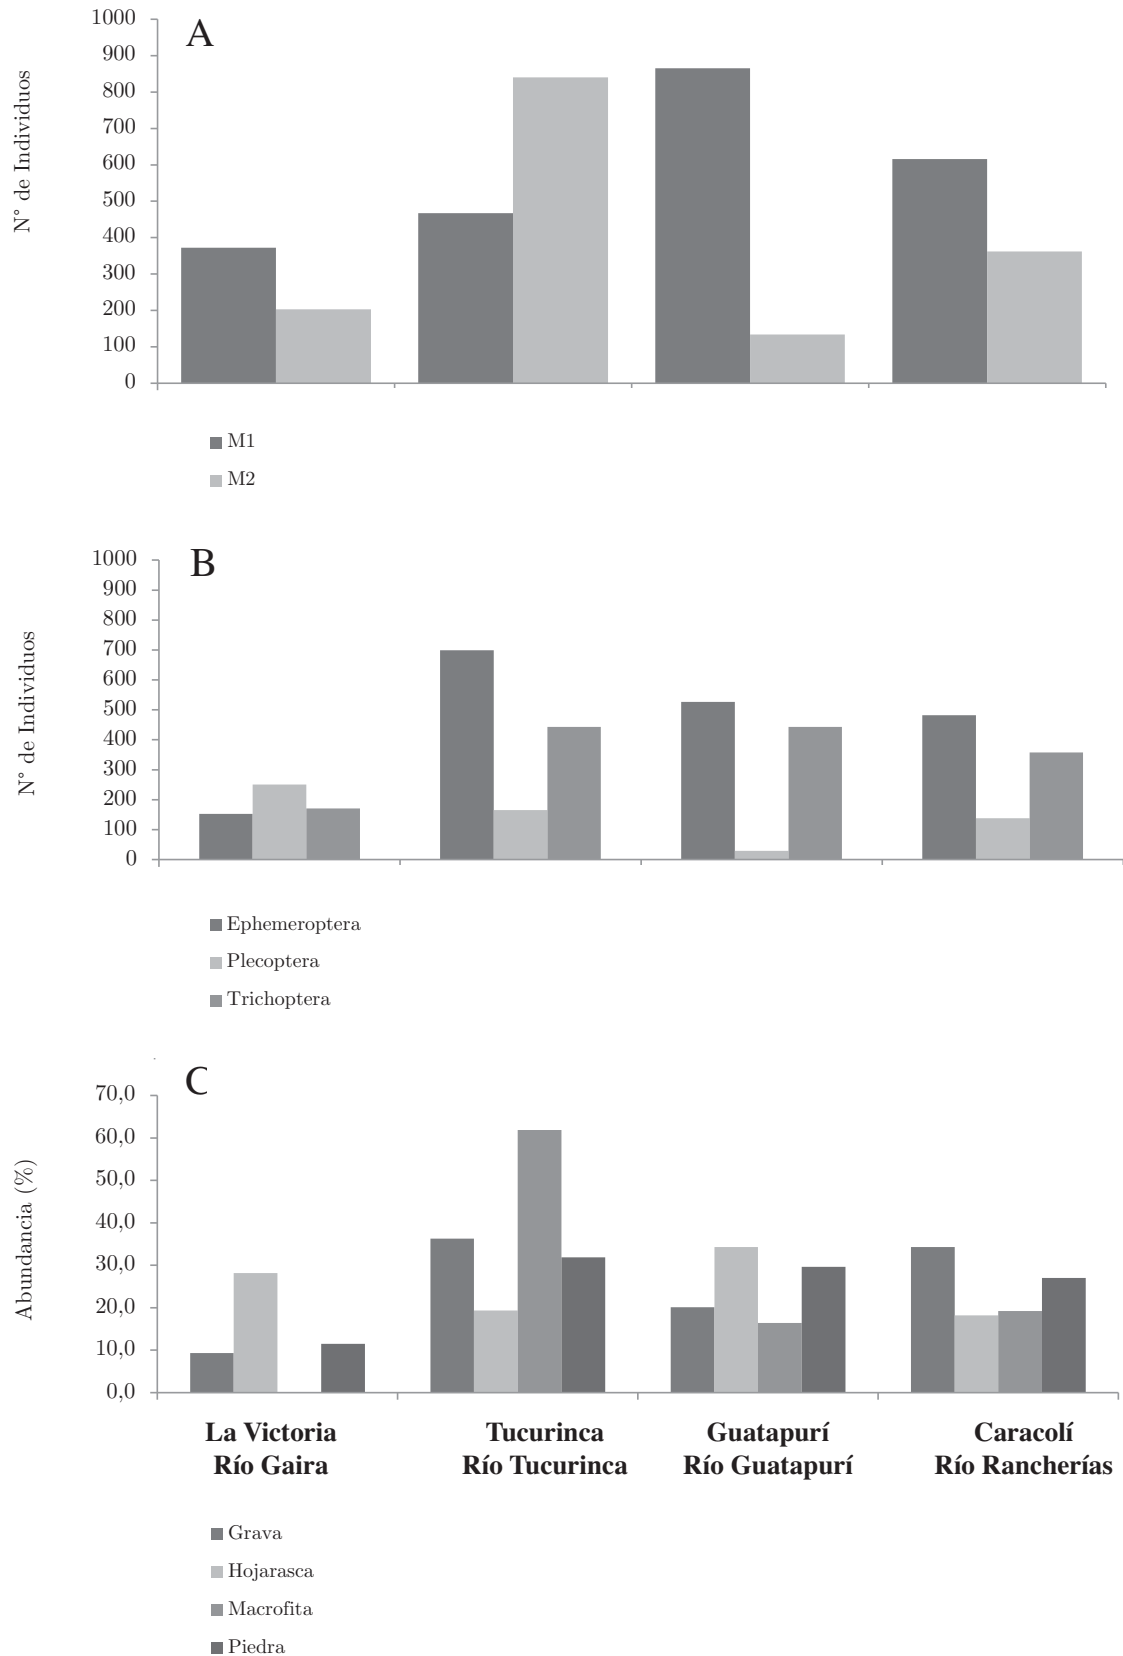 A
1000
900
800
700
600
500
400
300
200
100
0
N° de Individuos
M1
M2
B
1000
900
800
700
600
500
400
300
200
100
0
N° de Individuos
Ephemeroptera
Plecoptera
Trichoptera
C
70,0
60,0
50,0
40,0
30,0
20,0
10,0
0,0
Abundancia (%)
La Victoria
Río Gaira
Tucurinca
Río Tucurinca
Guatapurí
Río Guatapurí
Caracolí
Río Rancherías
Grava
Hojarasca
Macrofita
Piedra